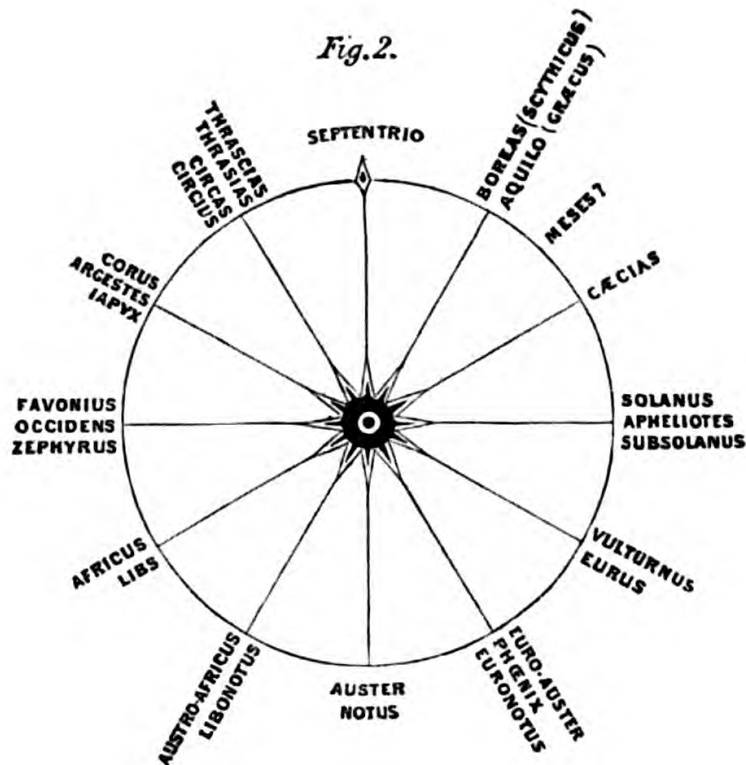 Fig. 2.
SEPTENTRIO
BOREAS (SCYTHICUS)
AQUILO (GRÆCUS)
MESES?
CÆCIAS
SOLANUS
APHELIOTES
SUBSOLANUS
VULTURNUS
EURUS
EURO-AUSTER
PHŒNIX
EURONOTUS
AUSTER
NOTUS
AUSTRO-AFRICUS
LIBONOTUS
AFRICUS
LIBS
FAVONIUS
OCCIDENS
ZEPHYRUS
CORUS
ARGESTES
IAPYX
THRASCIAS
THRASIAS
CIRCAS
CIRCIUS